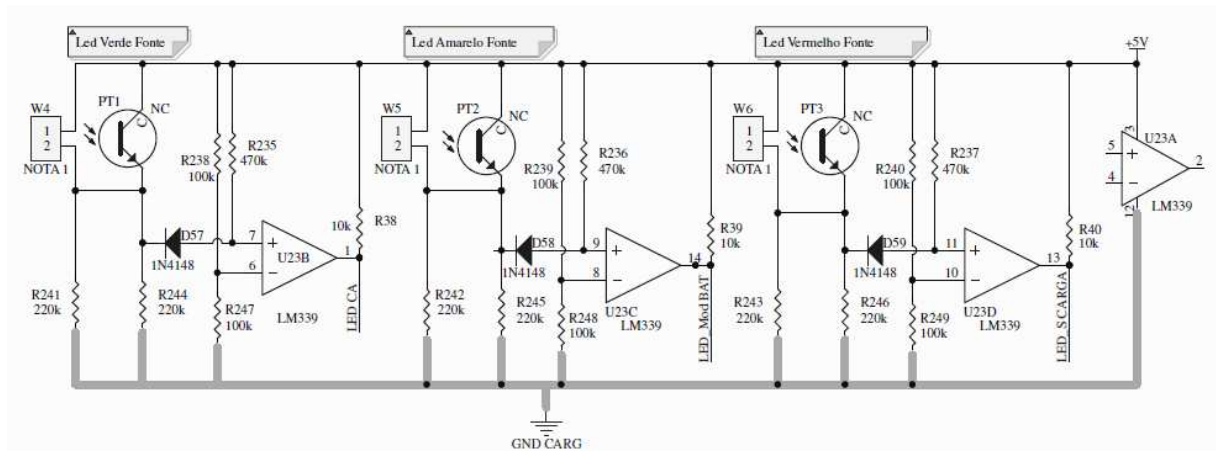 Led Verde Fonte
Led Amarelo Fonte
Led Vermelho Fonte
+5V
W4
1
2
NOTA 1
PT1
NC
C
R238
100k
R235
470k
10k
R38
D57
1N4148
7
6
+
-
1
U23B
LM339
R241
220k
R244
220k
R247
100k
LED CA
W5
1
2
NOTA 1
PT2
NC
C
R239
100k
R236
470k
R39
10k
D58
1N4148
9
8
+
-
14
U23C
LM339
R242
220k
R245
220k
R248
100k
LED_Mod BAT
W6
1
2
NOTA 1
PT3
NC
C
R240
100k
R237
470k
R40
10k
D59
1N4148
11
10
+
-
13
U23D
LM339
R243
220k
R246
220k
R249
100k
LED_S CARGA
3
U23A
5
4
+
-
2
12
LM339
GND CARG